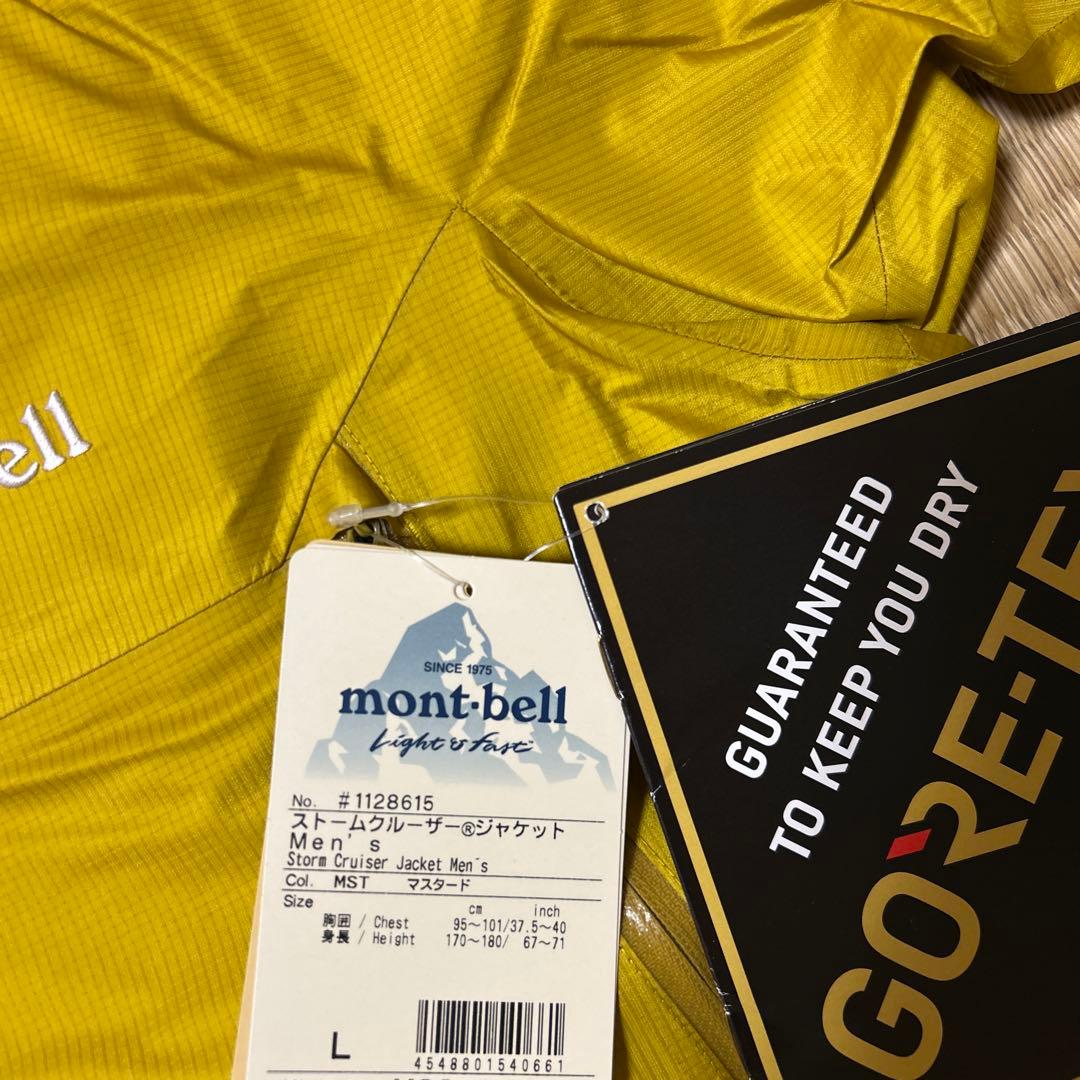 ell
SINCE 1975
mont-bell
Light & Fast
No. #1128615
ストームクルーザー®ジャケット
Men's
Storm Cruiser Jacket Men's
Col. MST マスタード
Size
cm inch
胸囲 / Chest 95~101/37.5~40
身長 / Height 170~180/ 67~71
L
4548801540661
GUARANTEED
TO KEEP YOU DRY
GORE-TE